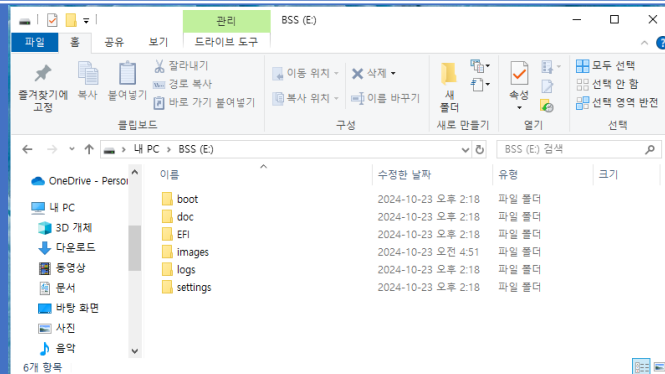 관리
BSS (E:)
파일
홈
공유
보기
드라이브 도구
즐겨찾기에 고정
복사
붙여넣기
잘라내기
경로 복사
바로 가기 붙여넣기
클립보드
이동 위치
복사 위치
삭제
이름 바꾸기
구성
새 폴더
새로 만들기
속성
열기
모두 선택
선택 안 함
선택 영역 반전
선택
내 PC > BSS (E:)
BSS (E:) 검색
OneDrive - Person
내 PC
3D 개체
다운로드
동영상
문서
바탕 화면
사진
음악
이름 수정한 날짜 유형 크기
boot 2024-10-23 오후 2:18 파일 폴더
doc 2024-10-23 오후 2:18 파일 폴더
EFI 2024-10-23 오후 2:18 파일 폴더
images 2024-10-23 오전 4:51 파일 폴더
logs 2024-10-23 오후 2:18 파일 폴더
settings 2024-10-23 오후 2:18 파일 폴더
6개 항목